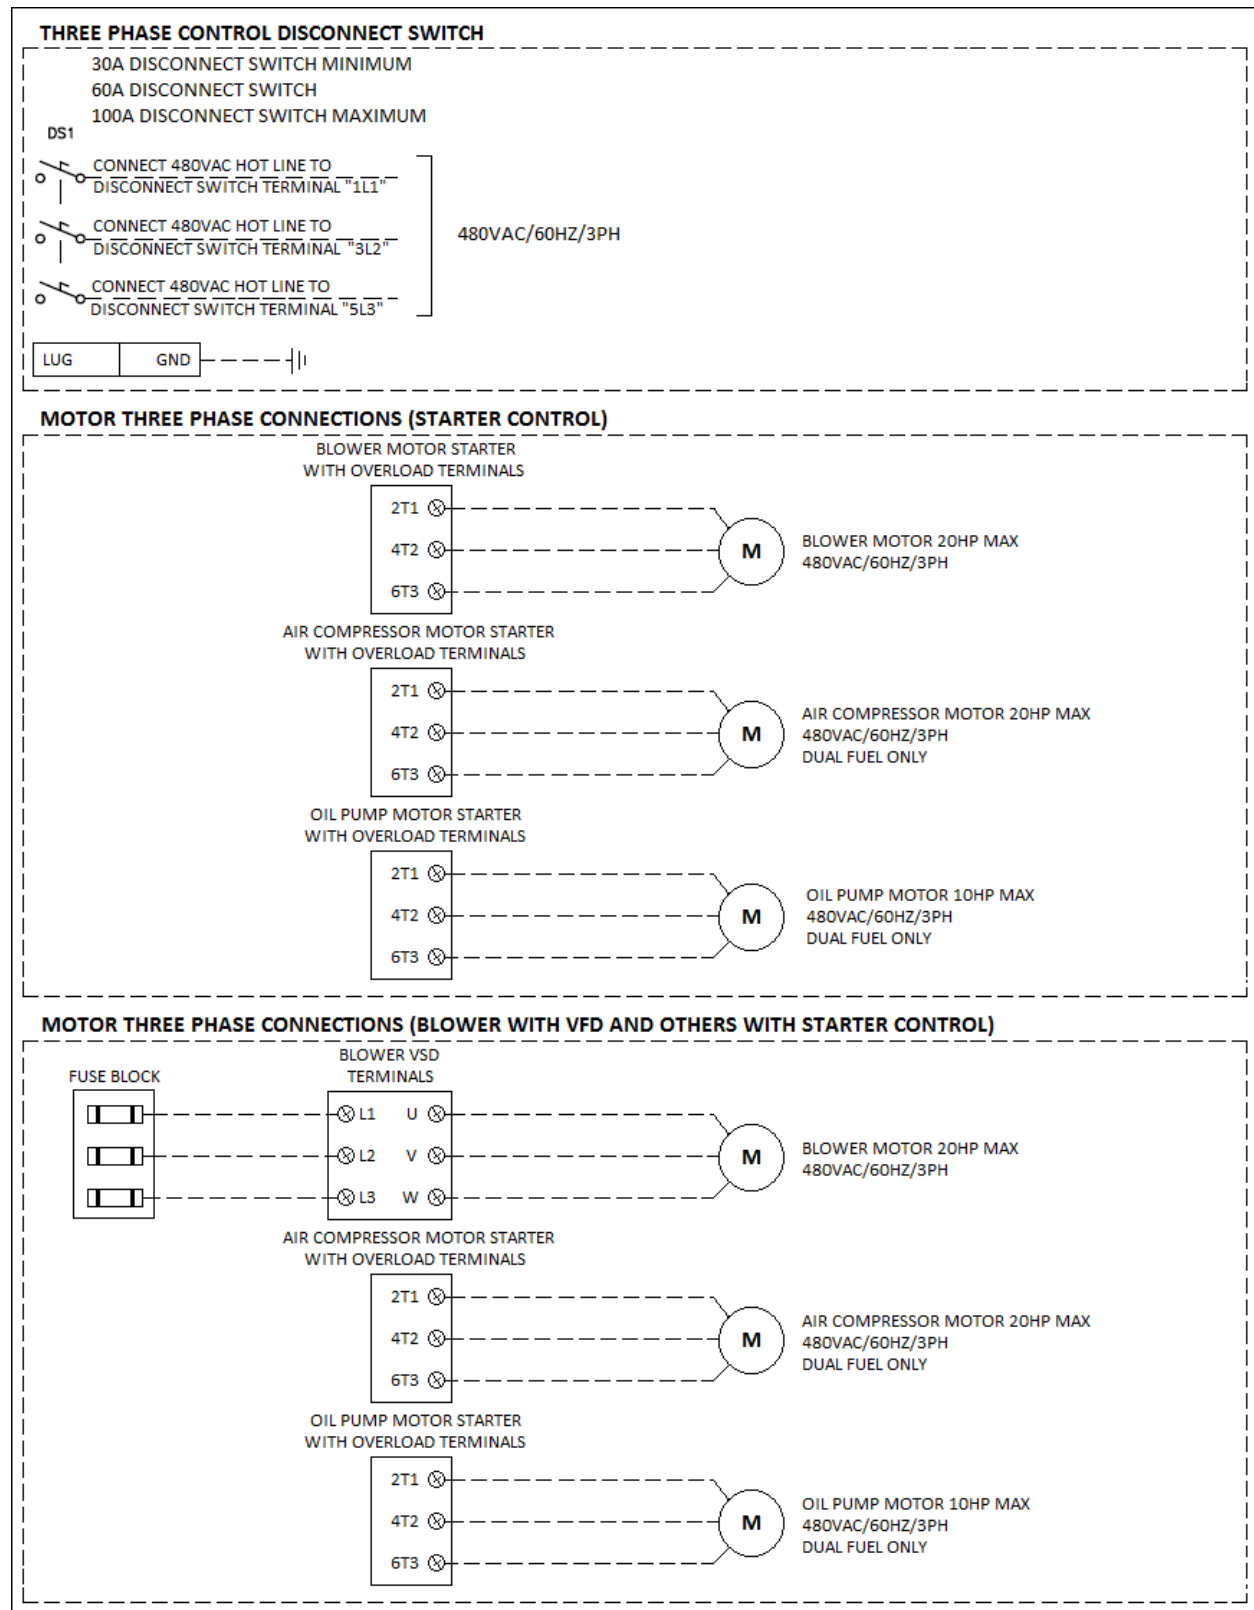 THREE PHASE CONTROL DISCONNECT SWITCH
30A DISCONNECT SWITCH MINIMUM
60A DISCONNECT SWITCH
100A DISCONNECT SWITCH MAXIMUM
DS1
CONNECT 480VAC HOT LINE TO
DISCONNECT SWITCH TERMINAL "1L1"
CONNECT 480VAC HOT LINE TO
DISCONNECT SWITCH TERMINAL "3L2"
480VAC/60HZ/3PH
CONNECT 480VAC HOT LINE TO
DISCONNECT SWITCH TERMINAL "5L3"
LUG GND
MOTOR THREE PHASE CONNECTIONS (STARTER CONTROL)
BLOWER MOTOR STARTER
WITH OVERLOAD TERMINALS
2T1
4T2
6T3
M
BLOWER MOTOR 20HP MAX
480VAC/60HZ/3PH
AIR COMPRESSOR MOTOR STARTER
WITH OVERLOAD TERMINALS
2T1
4T2
6T3
M
AIR COMPRESSOR MOTOR 20HP MAX
480VAC/60HZ/3PH
DUAL FUEL ONLY
OIL PUMP MOTOR STARTER
WITH OVERLOAD TERMINALS
2T1
4T2
6T3
M
OIL PUMP MOTOR 10HP MAX
480VAC/60HZ/3PH
DUAL FUEL ONLY
MOTOR THREE PHASE CONNECTIONS (BLOWER WITH VFD AND OTHERS WITH STARTER CONTROL)
FUSE BLOCK
BLOWER VSD
TERMINALS
L1 U
L2 V
L3 W
M
BLOWER MOTOR 20HP MAX
480VAC/60HZ/3PH
AIR COMPRESSOR MOTOR STARTER
WITH OVERLOAD TERMINALS
2T1
4T2
6T3
M
AIR COMPRESSOR MOTOR 20HP MAX
480VAC/60HZ/3PH
DUAL FUEL ONLY
OIL PUMP MOTOR STARTER
WITH OVERLOAD TERMINALS
2T1
4T2
6T3
M
OIL PUMP MOTOR 10HP MAX
480VAC/60HZ/3PH
DUAL FUEL ONLY